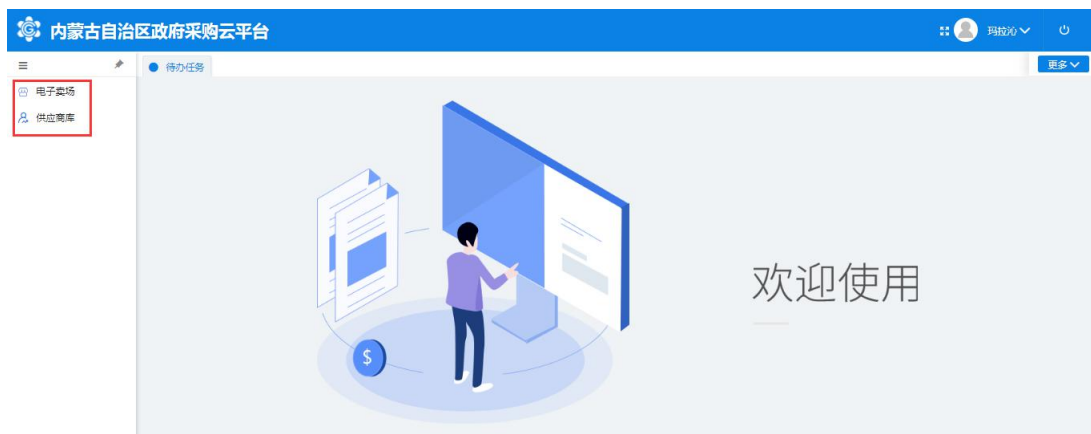 内蒙古自治区政府采购云平台
玛拉沁
待办任务
更多
电子卖场
供应商库
$
欢迎使用